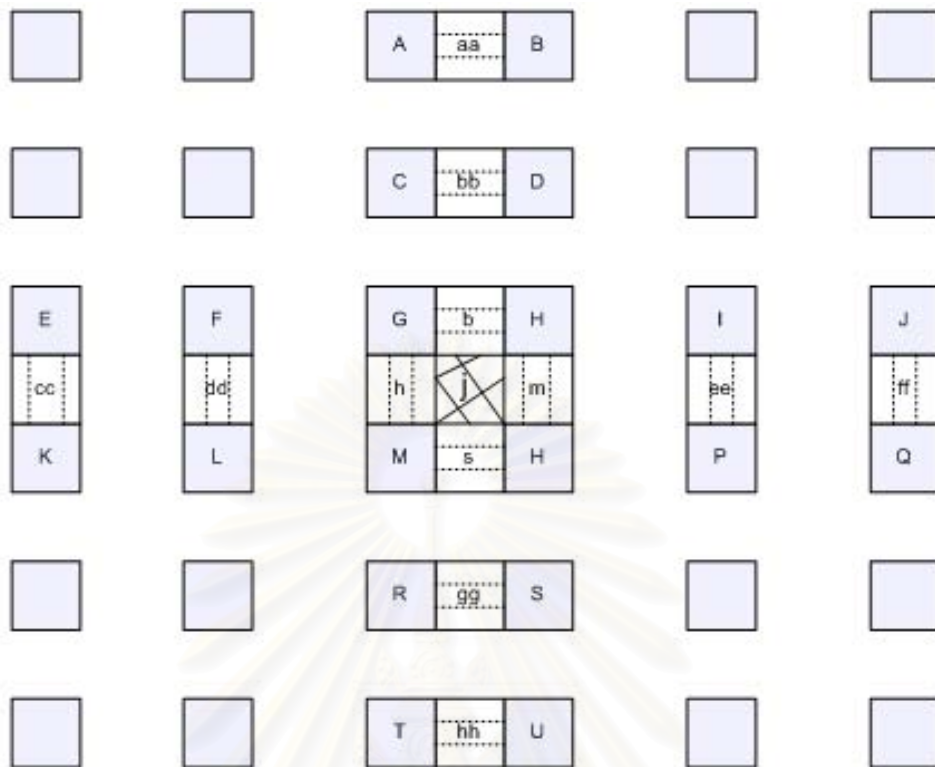 A aa B
C bb D
E F G b H I J
cc dd h j m ee ff
K L M s H P Q
R gg S
T hh U